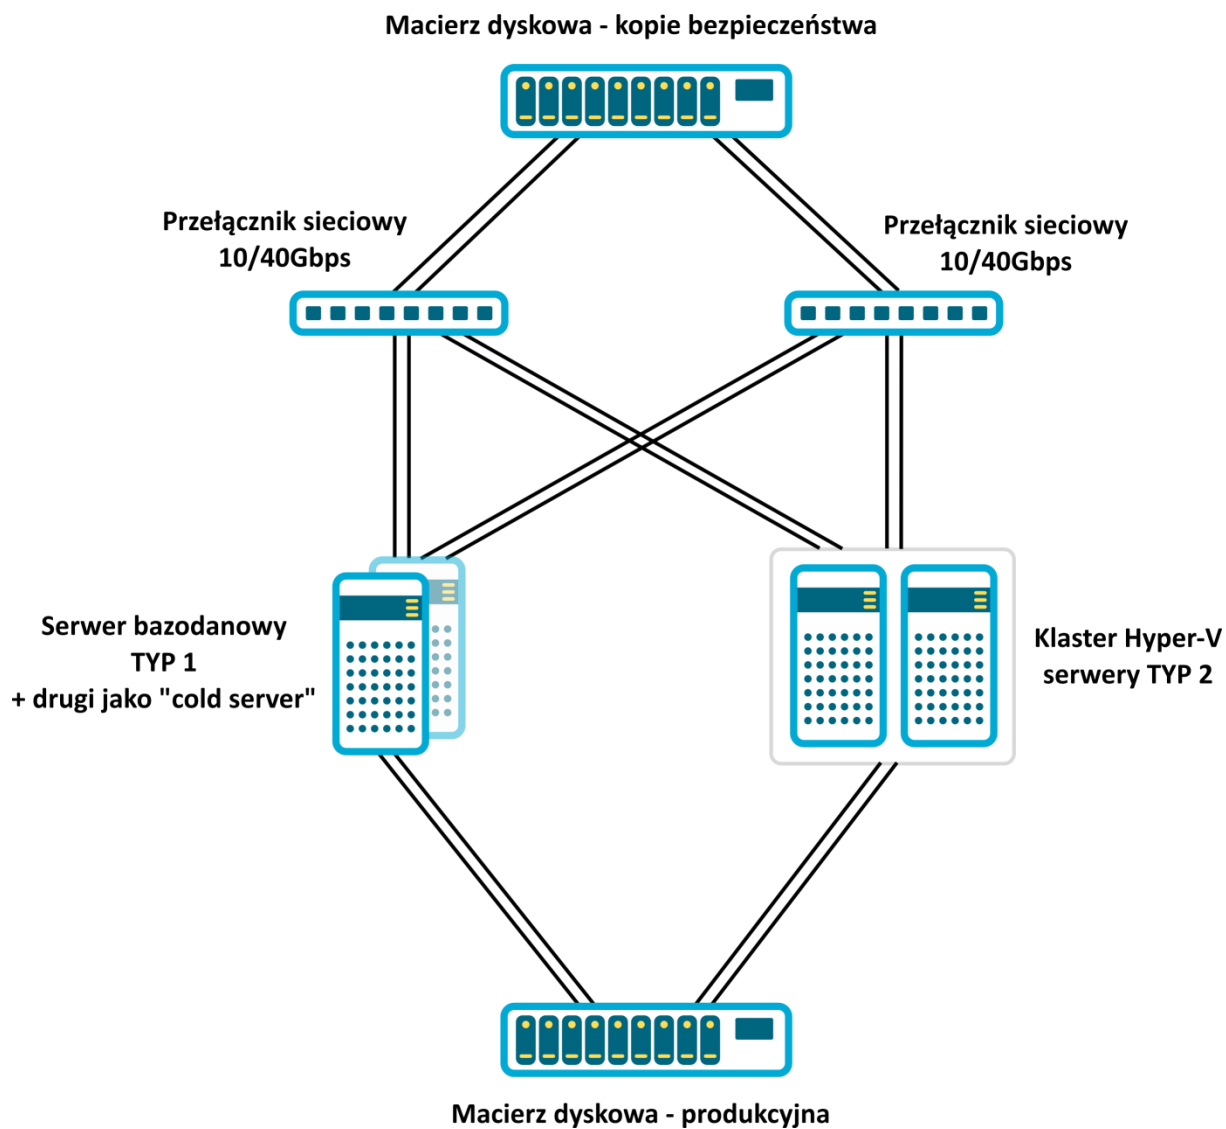 Macierz dyskowa - kopie bezpieczeństwa
Przełącznik sieciowy
10/40Gbps
Przełącznik sieciowy
10/40Gbps
Serwer bazodanowy
TYP 1
+ drugi jako "cold server"
Klaster Hyper-V
serwery TYP 2
Macierz dyskowa - produkcyjna